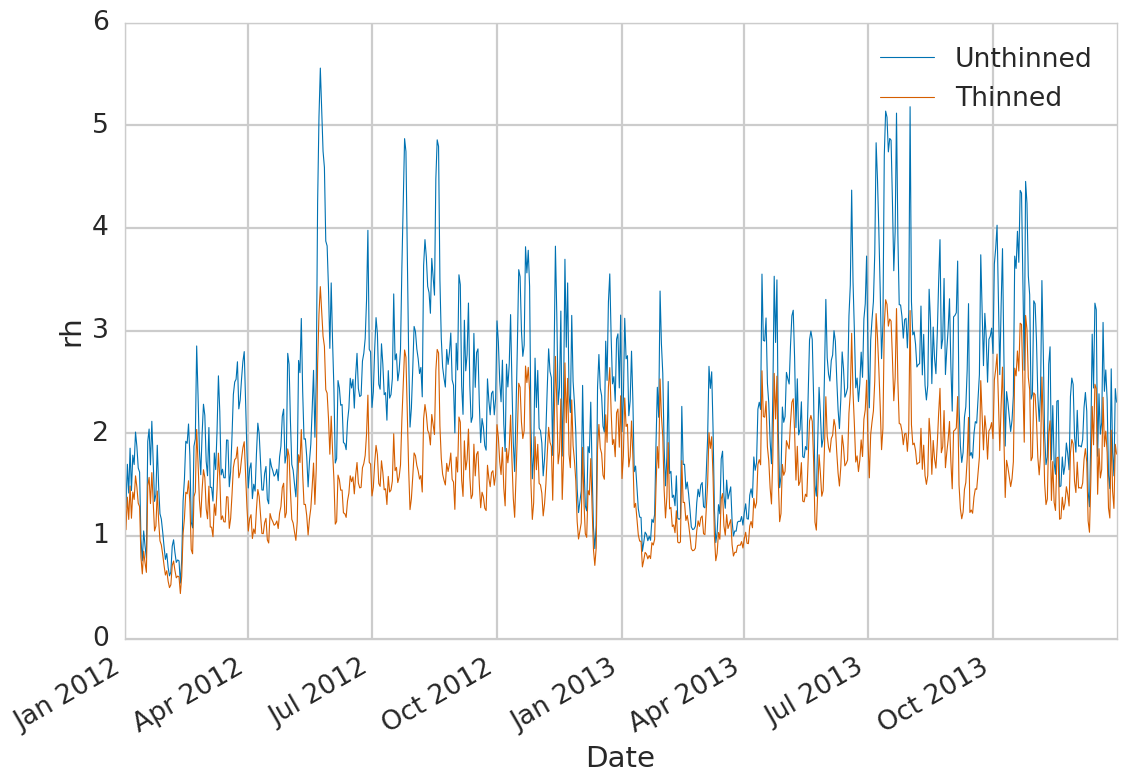 6
5
4
3
2
1
0
rh
Unthinned
Thinned
Jan 2012
Apr 2012
Jul 2012
Oct 2012
Jan 2013
Apr 2013
Jul 2013
Oct 2013
Date